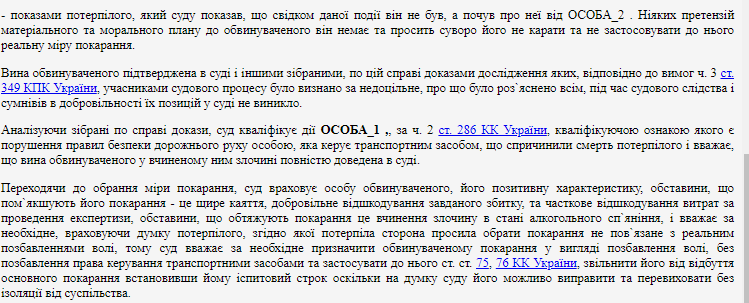 - показами потерпілого, який суду показав, що свідком даної події він не був, а почув про неї від ОСОБА_2 . Ніяких претензій
матеріального та морального плану до обвинуваченого він немає та просить суворо його не карати та не застосовувати до нього
реальну міру покарання.
Вина обвинуваченого підтверджена в суді і іншими зібраними, по цій справі доказами дослідження яких, відповідно до вимог ч. 3 ст.
349 КПК України, учасниками судового процесу було визнано за недоцільне, про що було роз`яснено всім, під час судового слідства і
сумнівів в добровільності їх позицій у суді не виникло.
Аналізуючи зібрані по справі докази, суд кваліфікує дії ОСОБА_1 ,, за ч. 2 ст. 286 КК України, кваліфікуючою ознакою якого є
порушення правил безпеки дорожнього руху особою, яка керує транспортним засобом, що спричинили смерть потерпілого і вважає,
що вина обвинуваченого у вчиненому ним злочині повністю доведена в суді.
Переходячи до обрання міри покарання, суд враховує особу обвинуваченого, його позитивну характеристику, обставини, що
пом`якшують його покарання - це щире каяття, добровільне відшкодування завданого збитку, та часткове відшкодування витрат за
проведення експертизи, обставини, що обтяжують покарання це вчинення злочину в стані алкогольного сп`яніння, і вважає за
необхідне, враховуючи думку потерпілого, згідно якої потерпіла сторона просила обрати покарання не пов`язане з реальним
позбавленнями волі, тому суд вважає за необхідне призначити обвинуваченому покарання у вигляді позбавлення волі, без
позбавлення права керування транспортними засобами та застосувати до нього ст. ст. 75, 76 КК України, звільнити його від відбуття
основного покарання встановивши йому іспитовий строк оскільки на думку суду його можливо виправити та перевиховати без
ізоляції від суспільства.